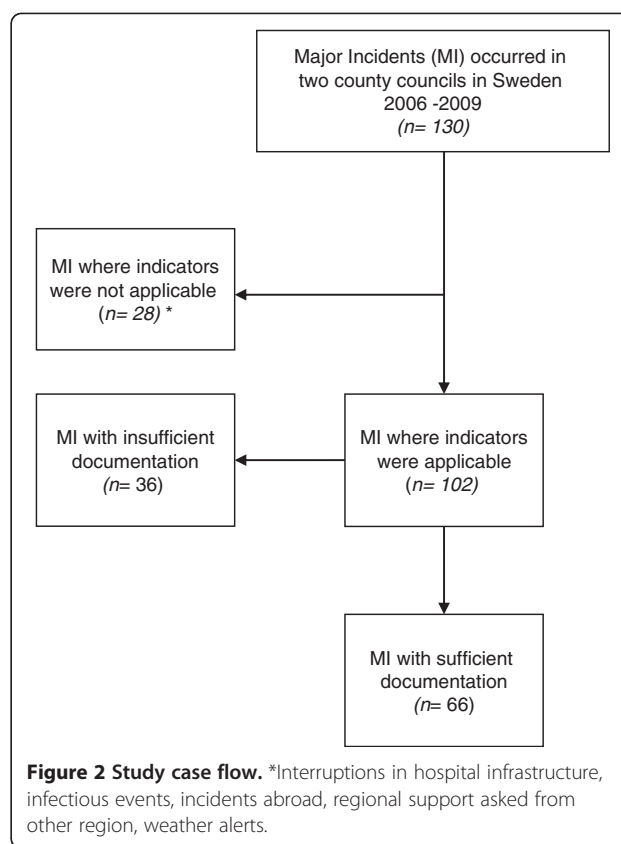 Major Incidents (MI) occurred in
two county councils in Sweden
2006 -2009
(n= 130)
MI where indicators
were not applicable
(n= 28) *
MI with insufficient
documentation
(n= 36)
MI where indicators
were applicable
(n= 102)
MI with sufficient
documentation
(n= 66)
Figure 2 Study case flow. *Interruptions in hospital infrastructure,
infectious events, incidents abroad, regional support asked from
other region, weather alerts.